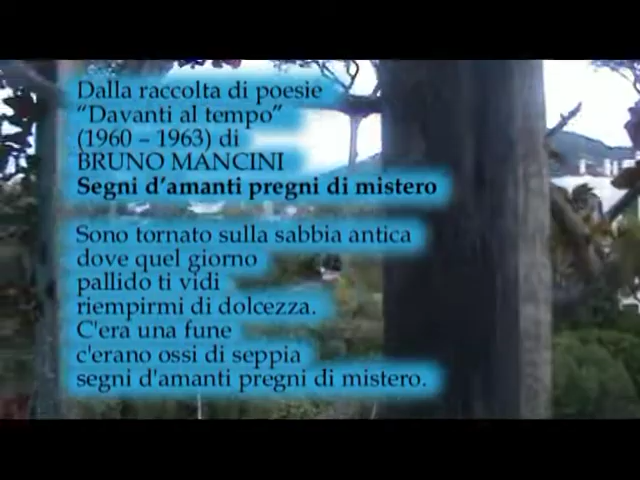 Dalla raccolta di poesie
“Davanti al tempo”
(1960 – 1963) di
BRUNO MANCINI
Segni d’amanti pregni di mistero
Sono tornato sulla sabbia antica
dove quel giorno
pallido ti vidi
riempirmi di dolcezza.
C'era una fune
c'erano ossi di seppia
segni d'amanti pregni di mistero.